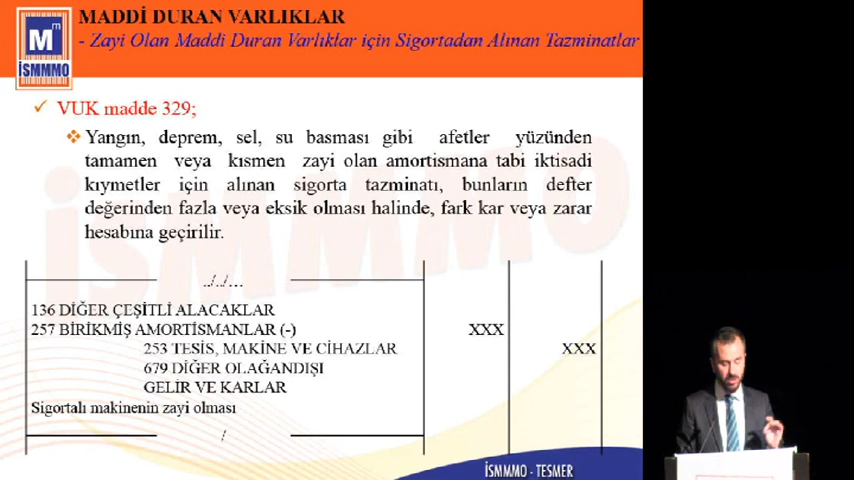 MADDİ DURAN VARLIKLAR
- Zayi Olan Maddi Duran Varlıklar için Sigortadan Alınan Tazminatlar
M m
İSMMMO
VUK madde 329;
Yangın, deprem, sel, su basması gibi afetler yüzünden
tamamen veya kısmen zayi olan amortismana tabi iktisadi
kıymetler için alınan sigorta tazminatı, bunların defter
değerinden fazla veya eksik olması halinde, fark kar veya zarar
hesabına geçirilir.
../../…
136 DİĞER ÇEŞİTLİ ALACAKLAR
257 BİRİKMİŞ AMORTİSMANLAR (-) XXX
253 TESİS, MAKİNE VE CİHAZLAR XXX
679 DİĞER OLAĞANDIŞI
GELİR VE KARLAR
Sigortalı makinenin zayi olması
/
İSMMMO
İSMMMO - TESMER